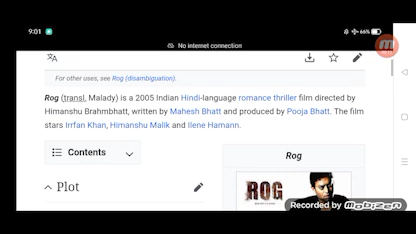 9:01
66%
No internet connection
For other uses, see Rog (disambiguation).
Rog (transl. Malady) is a 2005 Indian Hindi-language romance thriller film directed by
Himanshu Brahmbhatt, written by Mahesh Bhatt and produced by Pooja Bhatt. The film
stars Irrfan Khan, Himanshu Malik and Ilene Hamann.
Contents
Rog
Plot
ROG
Recorded by mobizen